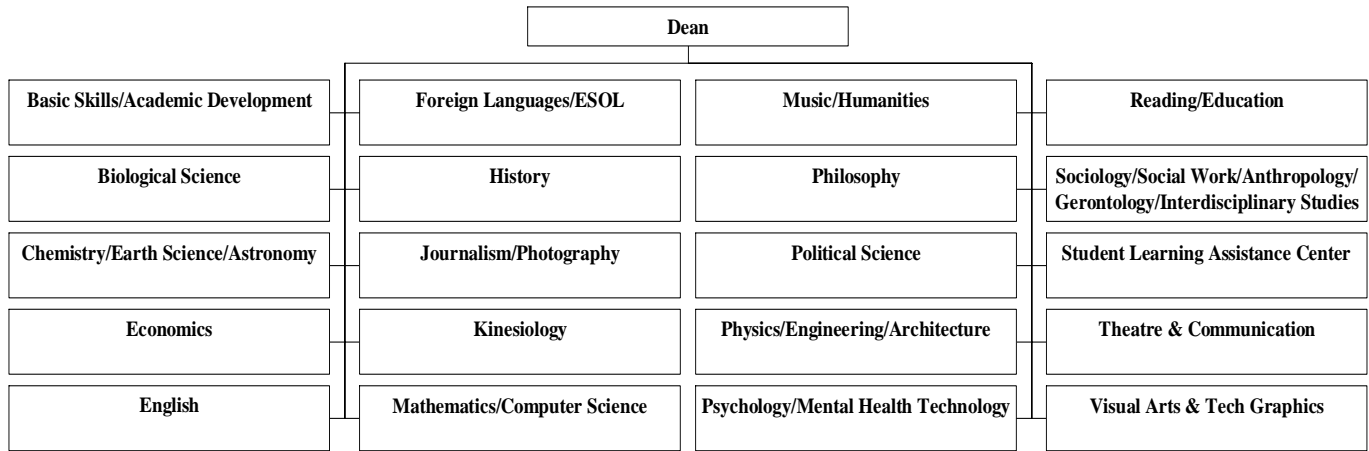 Dean
Basic Skills/Academic Development
Foreign Languages/ESOL
Music/Humanities
Reading/Education
Biological Science
History
Philosophy
Sociology/Social Work/Anthropology/
Gerontology/Interdisciplinary Studies
Chemistry/Earth Science/Astronomy
Journalism/Photography
Political Science
Student Learning Assistance Center
Economics
Kinesiology
Physics/Engineering/Architecture
Theatre & Communication
English
Mathematics/Computer Science
Psychology/Mental Health Technology
Visual Arts & Tech Graphics